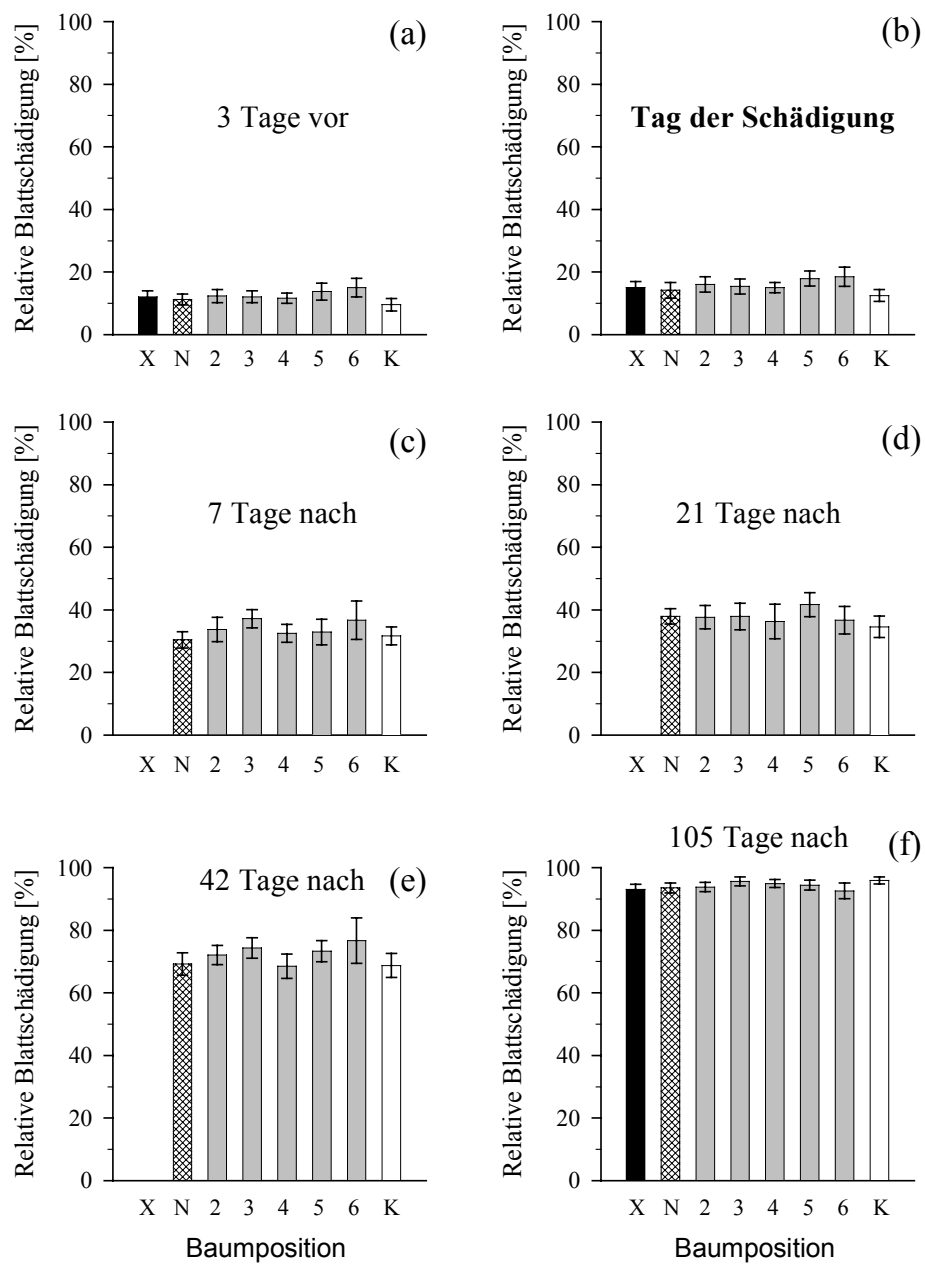 Relative Blattschädigung [%]
100
80
60
40
20
0
(a)
3 Tage vor
X N 2 3 4 5 6 K
Relative Blattschädigung [%]
100
80
60
40
20
0
(b)
Tag der Schädigung
X N 2 3 4 5 6 K
Relative Blattschädigung [%]
100
80
60
40
20
0
(c)
7 Tage nach
X N 2 3 4 5 6 K
Relative Blattschädigung [%]
100
80
60
40
20
0
(d)
21 Tage nach
X N 2 3 4 5 6 K
Relative Blattschädigung [%]
100
80
60
40
20
0
42 Tage nach (e)
X N 2 3 4 5 6 K
Baumposition
Relative Blattschädigung [%]
100
80
60
40
20
0
105 Tage nach (f)
X N 2 3 4 5 6 K
Baumposition